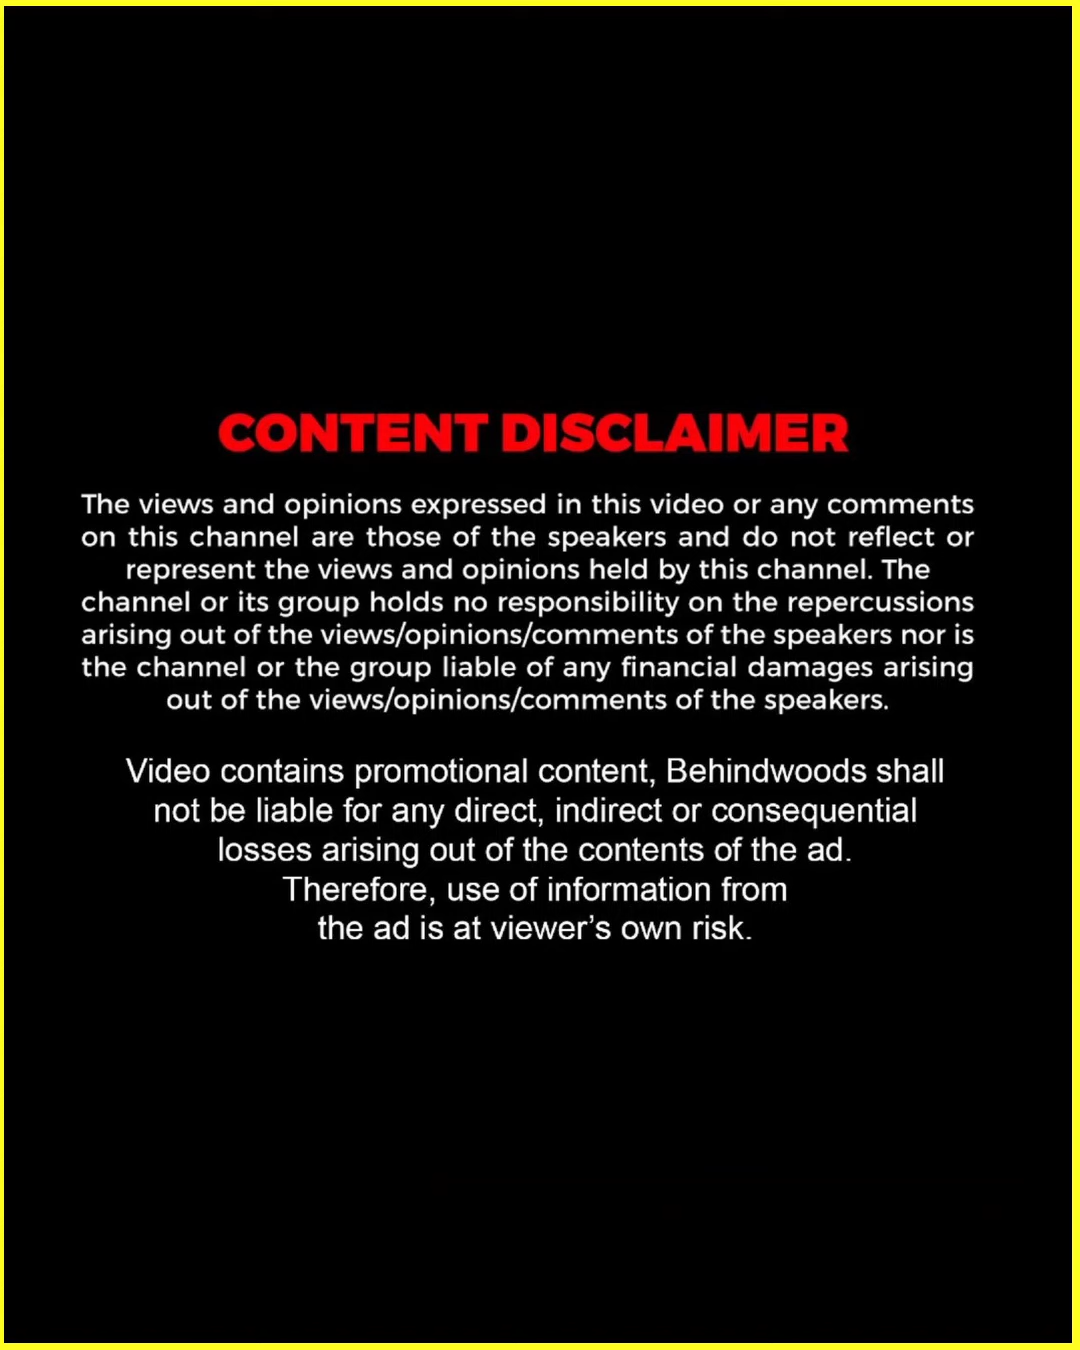 CONTENT DISCLAIMER
The views and opinions expressed in this video or any comments
on this channel are those of the speakers and do not reflect or
represent the views and opinions held by this channel. The
channel or its group holds no responsibility on the repercussions
arising out of the views/opinions/comments of the speakers nor is
the channel or the group liable of any financial damages arising
out of the views/opinions/comments of the speakers.
Video contains promotional content, Behindwoods shall
not be liable for any direct, indirect or consequential
losses arising out of the contents of the ad.
Therefore, use of information from
the ad is at viewer’s own risk.